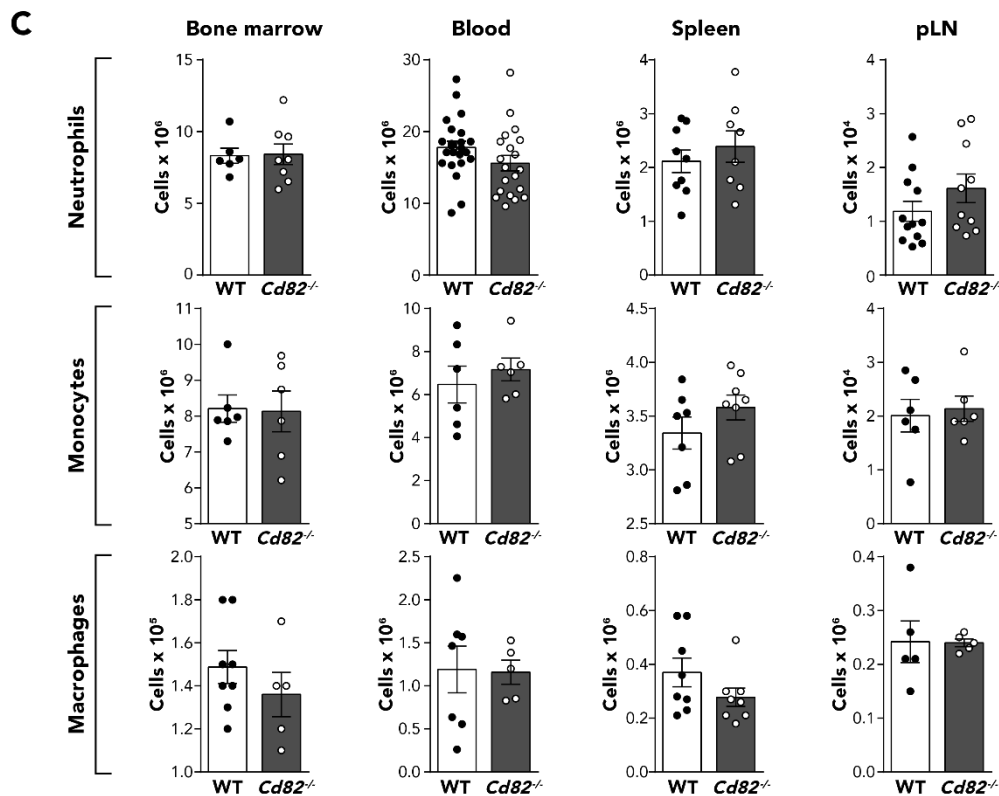 C
Bone marrow Blood Spleen pLN
Neutrophils
Cells x 10⁶
15
10
5
0
WT Cd82⁻/⁻
Cells x 10⁶
30
20
10
0
WT Cd82⁻/⁻
Cells x 10⁶
4
3
2
1
0
WT Cd82⁻/⁻
Cells x 10⁴
4
3
2
1
0
WT Cd82⁻/⁻
Monocytes
Cells x 10⁶
11
10
9
8
7
6
5
WT Cd82⁻/⁻
Cells x 10⁶
10
8
6
4
2
0
WT Cd82⁻/⁻
Cells x 10⁶
4.5
4.0
3.5
3.0
2.5
WT Cd82⁻/⁻
Cells x 10⁴
4
3
2
1
0
WT Cd82⁻/⁻
Macrophages
Cells x 10⁵
2.0
1.8
1.6
1.4
1.2
1.0
WT Cd82⁻/⁻
Cells x 10⁶
2.5
2.0
1.5
1.0
0.5
0.0
WT Cd82⁻/⁻
Cells x 10⁶
0.8
0.6
0.4
0.2
0.0
WT Cd82⁻/⁻
Cells x 10⁶
0.4
0.3
0.2
0.1
0.0
WT Cd82⁻/⁻